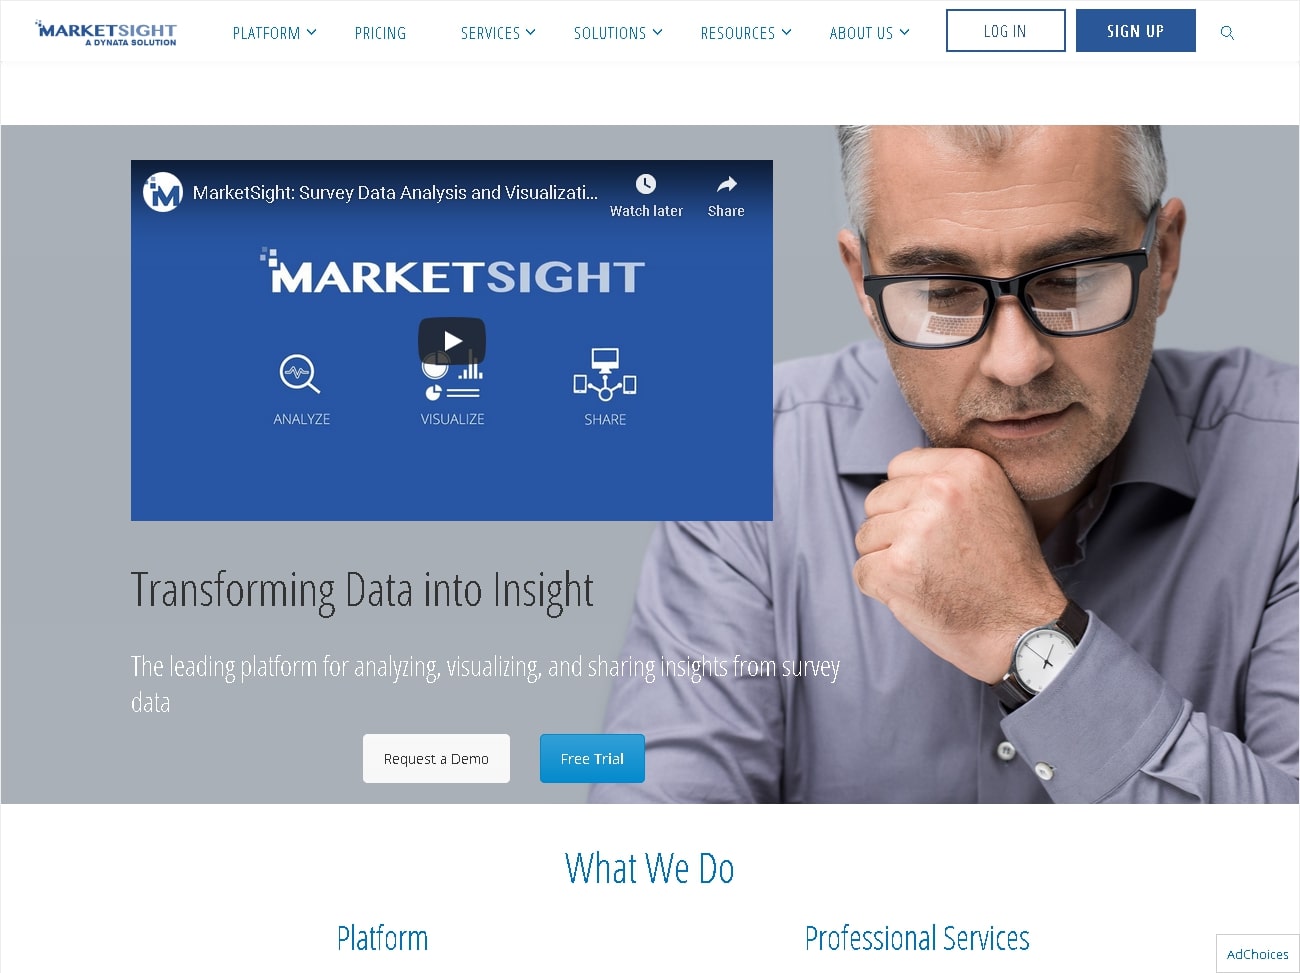 MARKETSIGHT
A DYNATA SOLUTION
PLATFORM
PRICING
SERVICES
SOLUTIONS
RESOURCES
ABOUT US
LOG IN
SIGN UP
MarketSight: Survey Data Analysis and Visualizati...
Watch later
Share
MARKETSIGHT
ANALYZE
VISUALIZE
SHARE
Transforming Data into Insight
The leading platform for analyzing, visualizing, and sharing insights from survey
data
Request a Demo
Free Trial
What We Do
Platform
Professional Services
AdChoices